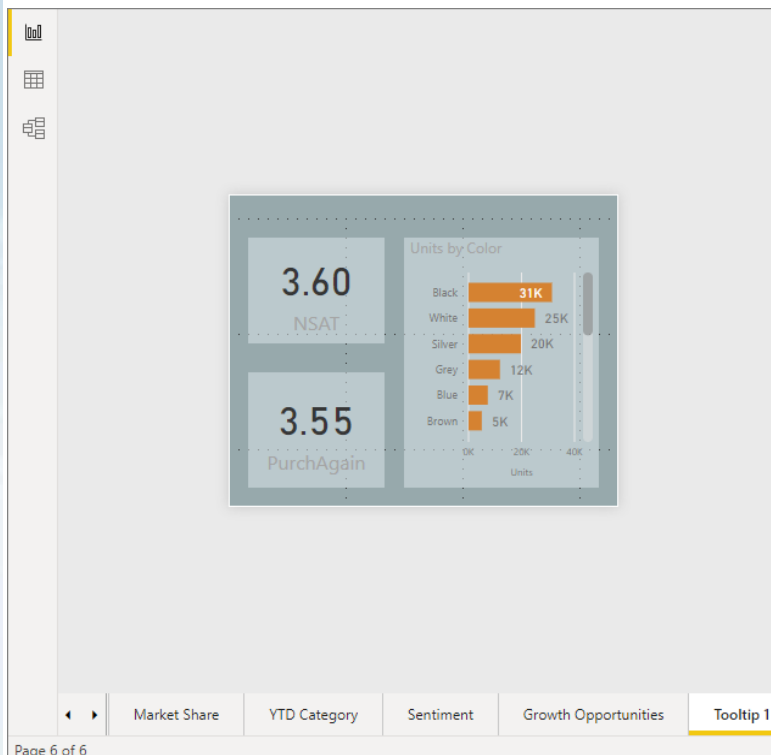 3.60
NSAT
3.55
PurchAgain
Units by Color
Black 31K
White 25K
Silver 20K
Grey 12K
Blue 7K
Brown 5K
0K 20K 40K
Units
Market Share YTD Category Sentiment Growth Opportunities Tooltip 1
Page 6 of 6